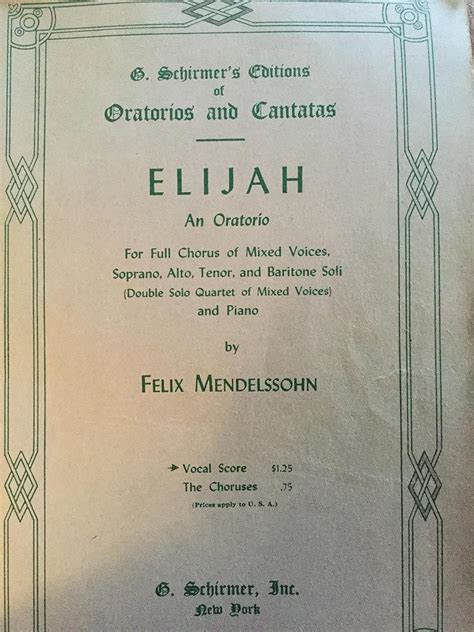 G. Schirmer's Editions
of
Oratorios and Cantatas
ELIJAH
An Oratorio
For Full Chorus of Mixed Voices,
Soprano, Alto, Tenor, and Baritone Soli
(Double Solo Quartet of Mixed Voices)
and Piano
by
FELIX MENDELSSOHN
Vocal Score $1.25
The Choruses .75
(Prices apply to U. S. A.)
G. Schirmer, Inc.
New York